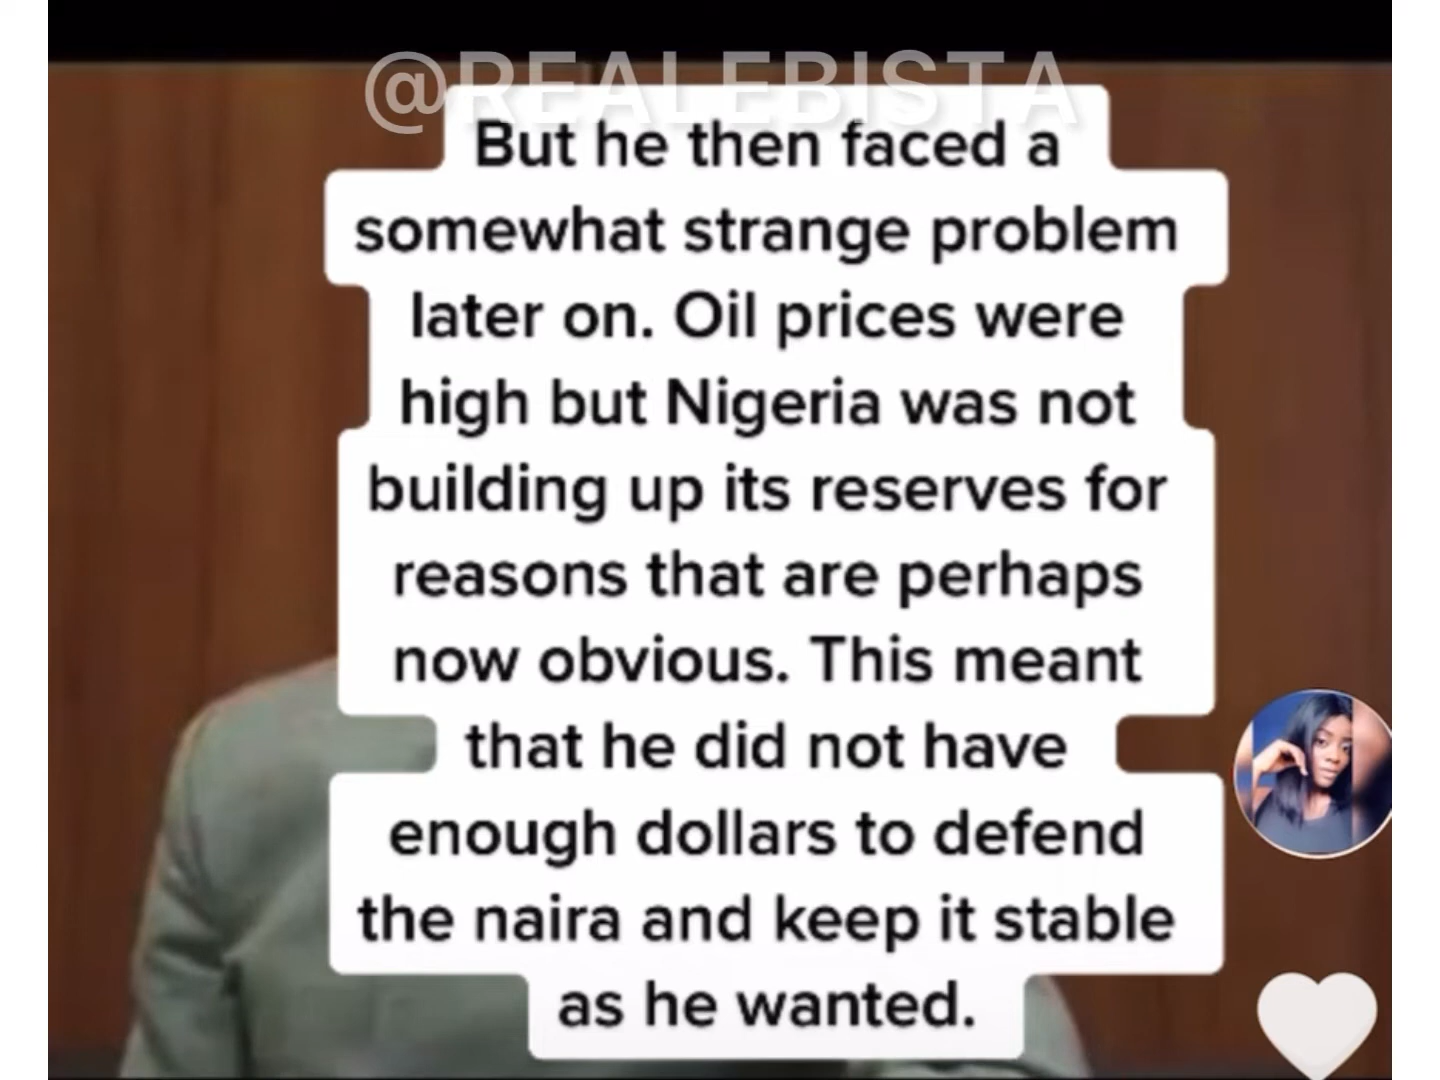 @REALEBISTA
But he then faced a
somewhat strange problem
later on. Oil prices were
high but Nigeria was not
building up its reserves for
reasons that are perhaps
now obvious. This meant
that he did not have
enough dollars to defend
the naira and keep it stable
as he wanted.